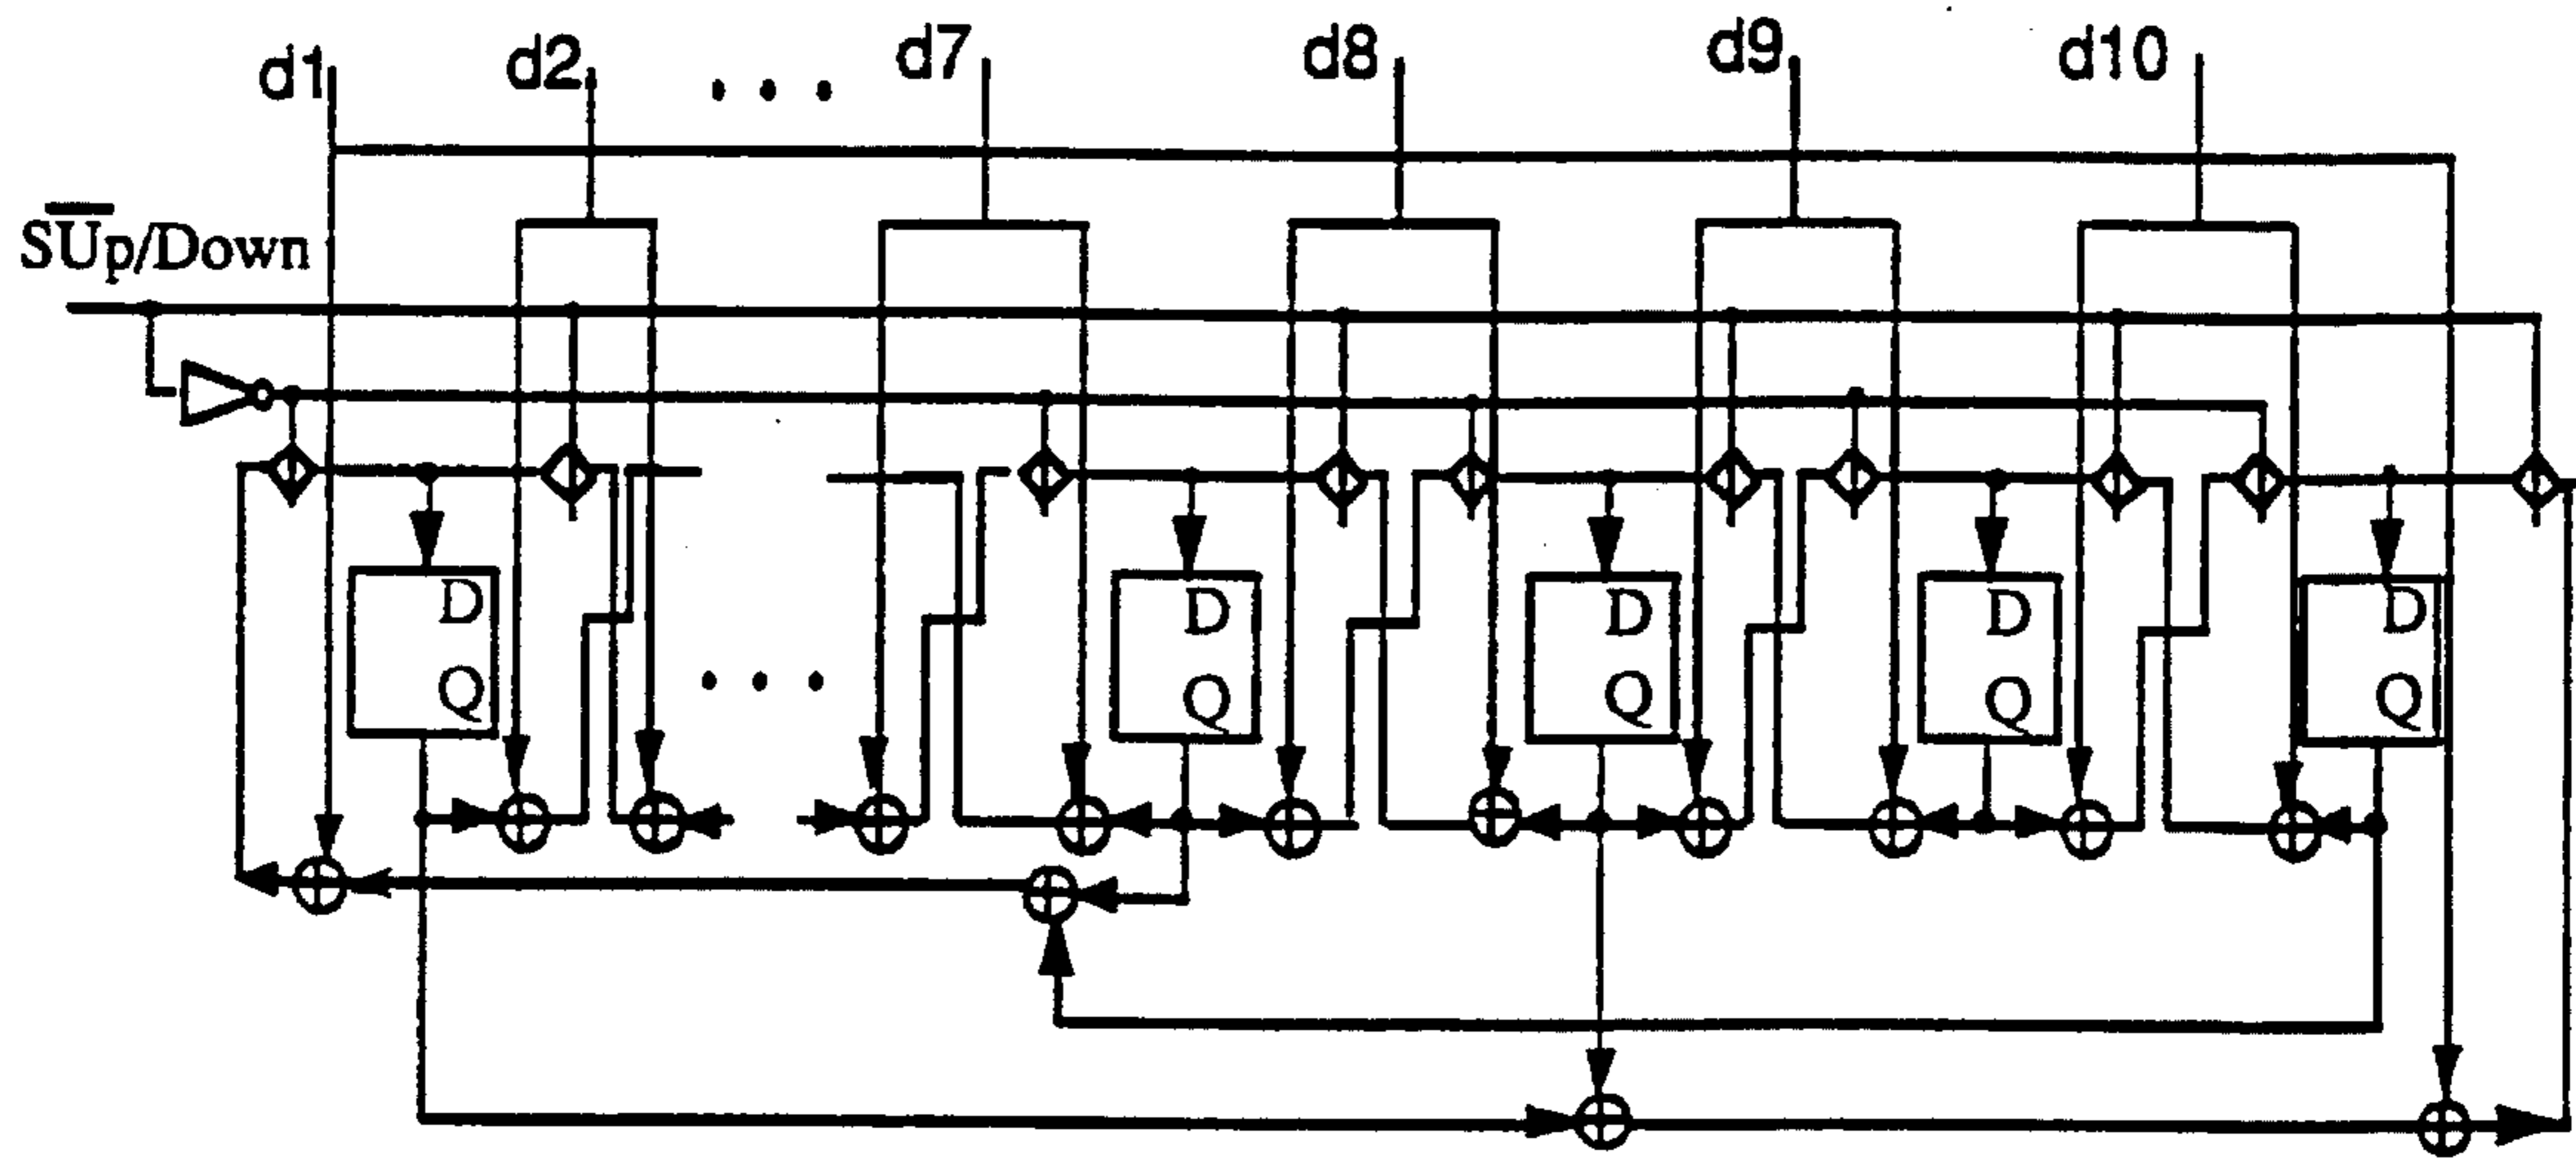 d1 d2 . . . d7 d8 d9 d10
SUp/Down
D D D D D
Q . . . Q Q Q Q